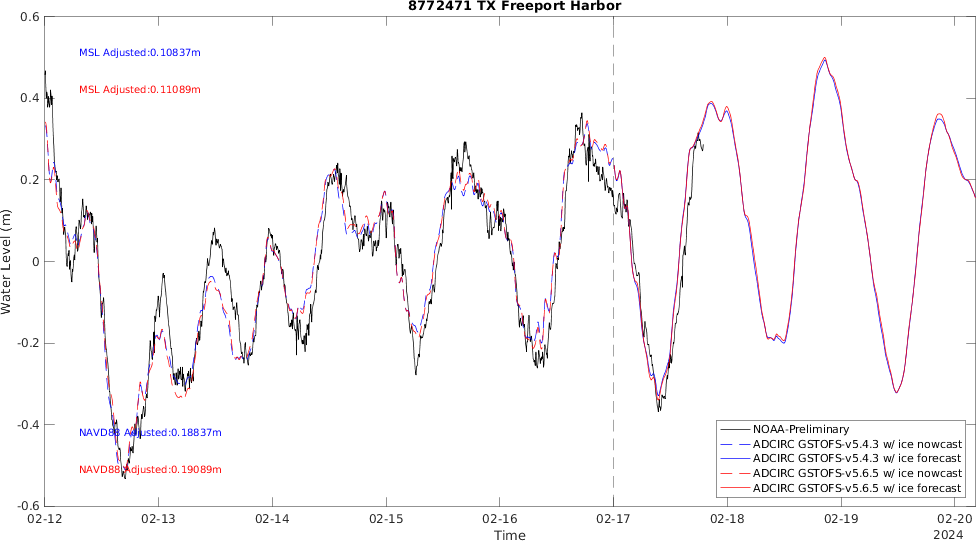 8772471 TX Freeport Harbor
0.6
MSL Adjusted:0.10837m
0.4
MSL Adjusted:0.11089m
0.2
Water Level (m)
0
-0.2
-0.4
NAVD88 Adjusted:0.18837m
NAVD88 Adjusted:0.19089m
-0.6
NOAA-Preliminary
ADCIRC GSTOFS-v5.4.3 w/ ice nowcast
ADCIRC GSTOFS-v5.4.3 w/ ice forecast
ADCIRC GSTOFS-v5.6.5 w/ ice nowcast
ADCIRC GSTOFS-v5.6.5 w/ ice forecast
02-12 02-13 02-14 02-15 02-16 02-17 02-18 02-19 02-20
Time
2024